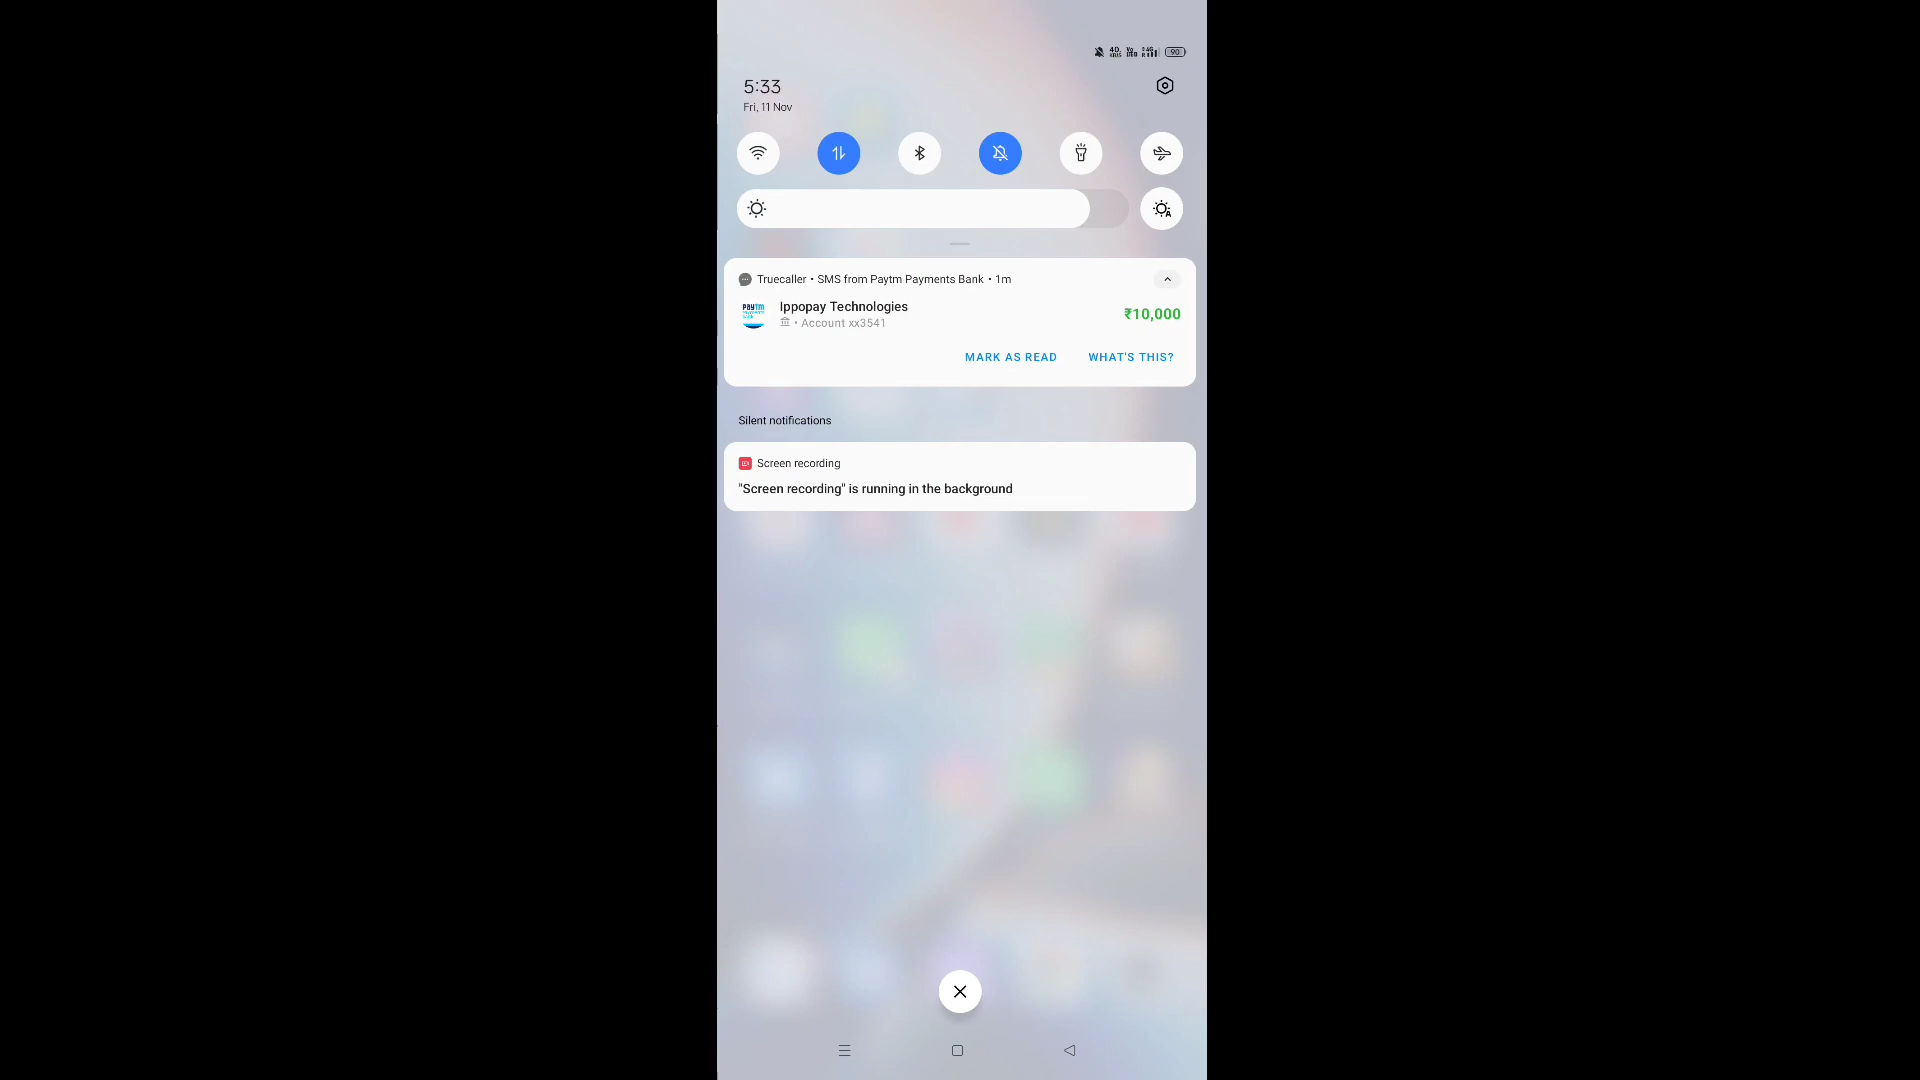 90
5:33
Fri, 11 Nov
Truecaller • SMS from Paytm Payments Bank • 1m
Ippopay Technologies
• Account xx3541
₹10,000
MARK AS READ
WHAT'S THIS?
Silent notifications
Screen recording
"Screen recording" is running in the background